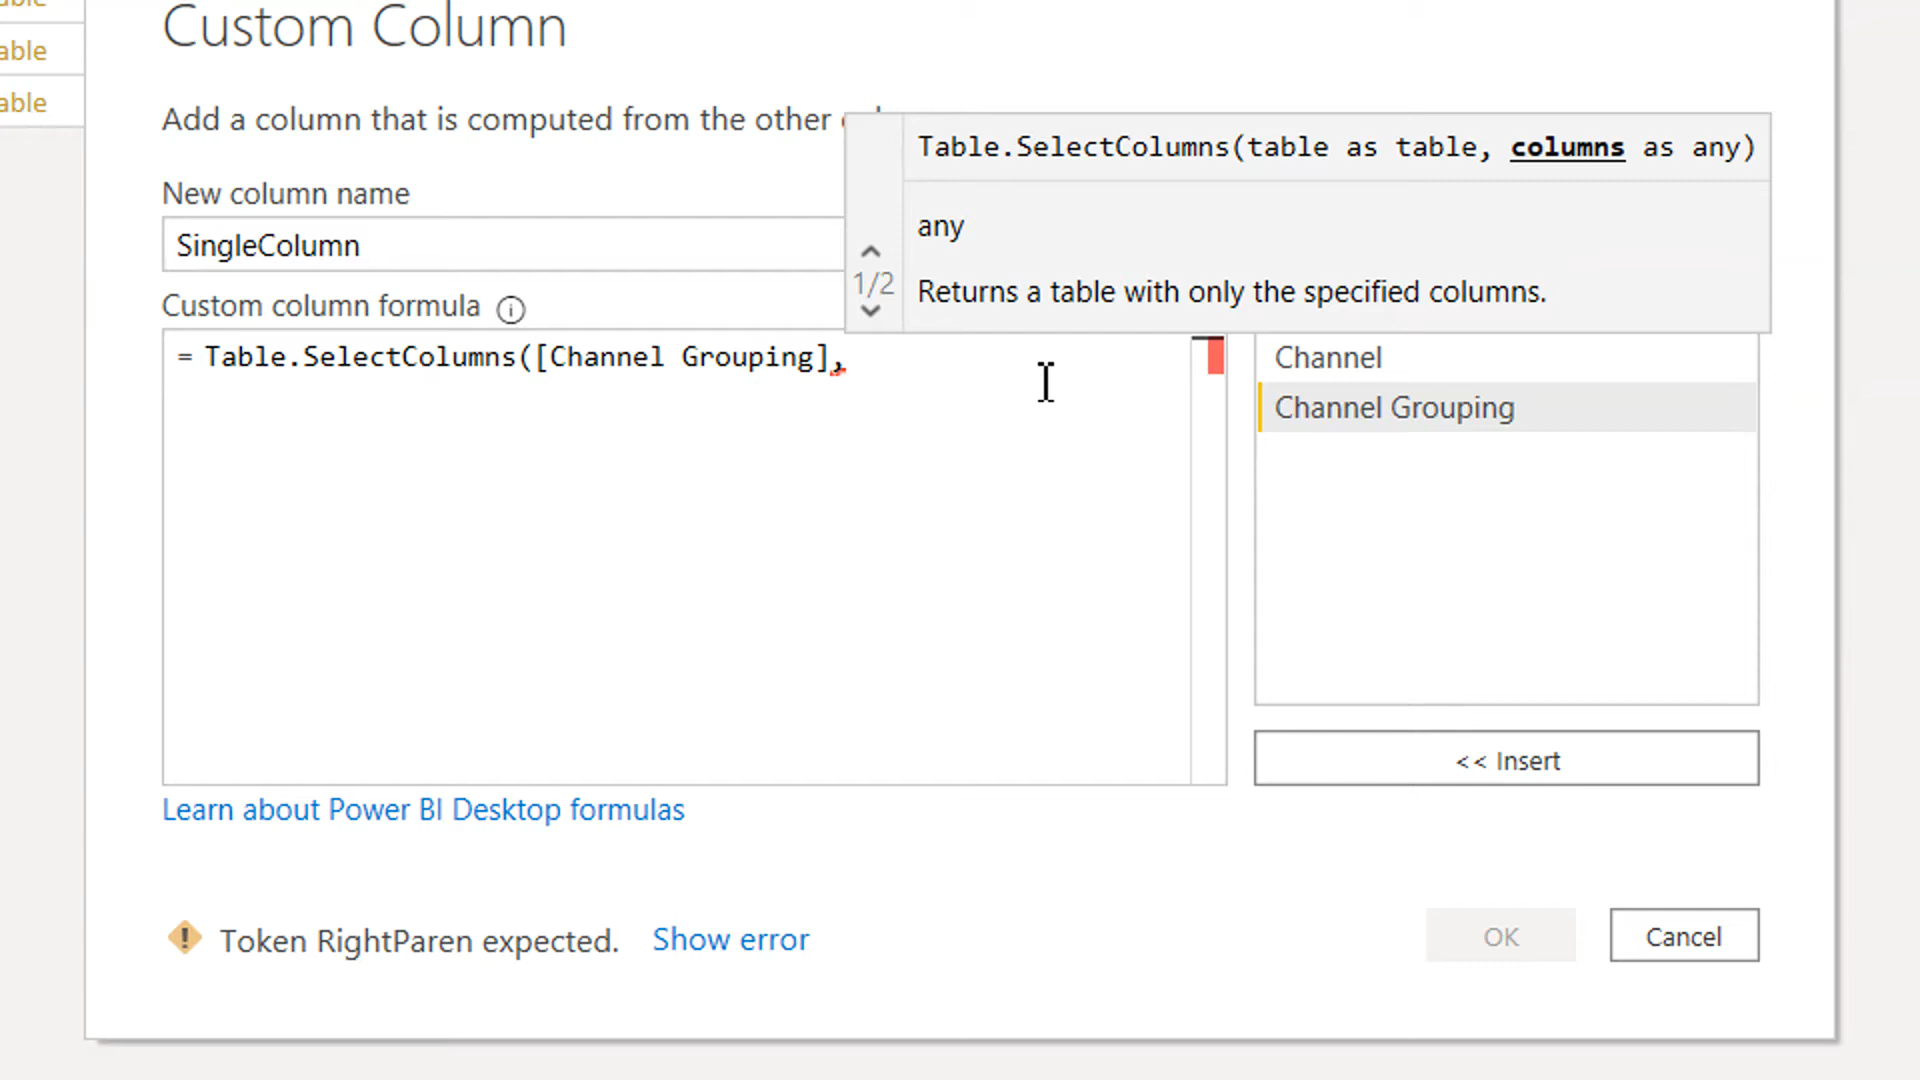 able
able
Custom Column
Add a column that is computed from the other
Table.SelectColumns(table as table, columns as any)
any
1/2
Returns a table with only the specified columns.
New column name
SingleColumn
Custom column formula
= Table.SelectColumns([Channel Grouping],
Channel
Channel Grouping
<< Insert
Learn about Power BI Desktop formulas
Token RightParen expected. Show error
OK
Cancel